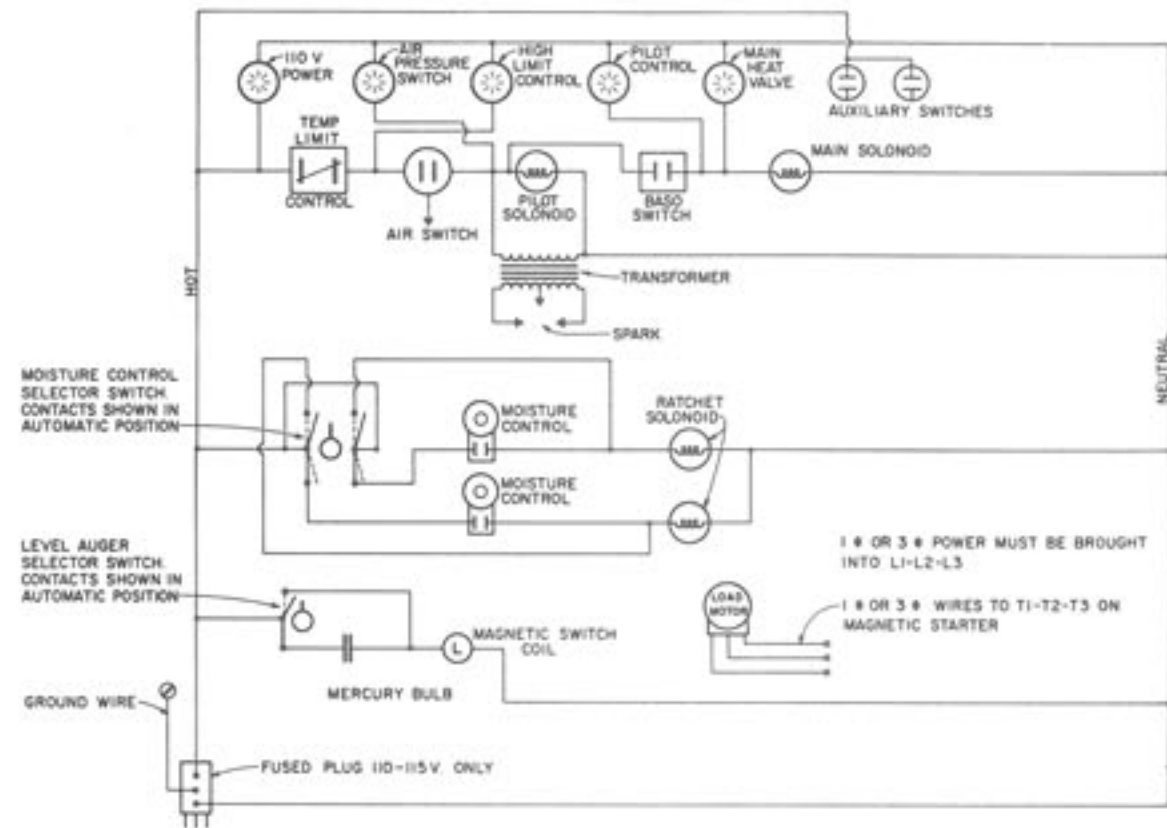 110 V
POWER
AIR
PRESSURE
SWITCH
HIGH
LIMIT
CONTROL
PILOT
CONTROL
MAIN
HEAT
VALVE
AUXILIARY SWITCHES
TEMP
LIMIT
CONTROL
AIR SWITCH
PILOT
SOLONOID
BASO
SWITCH
MAIN SOLONOID
HOT
TRANSFORMER
SPARK
NEUTRAL
MOISTURE CONTROL
SELECTOR SWITCH.
CONTACTS SHOWN IN
AUTOMATIC POSITION
MOISTURE
CONTROL
RATCHET
SOLONOID
MOISTURE
CONTROL
LEVEL AUGER
SELECTOR SWITCH.
CONTACTS SHOWN IN
AUTOMATIC POSITION
1 ϕ OR 3 ϕ POWER MUST BE BROUGHT
INTO L1-L2-L3
LOAD
MOTOR
1 ϕ OR 3 ϕ WIRES TO T1-T2-T3 ON
MAGNETIC STARTER
L
MAGNETIC SWITCH
COIL
MERCURY BULB
GROUND WIRE
FUSED PLUG 110-115 V. ONLY